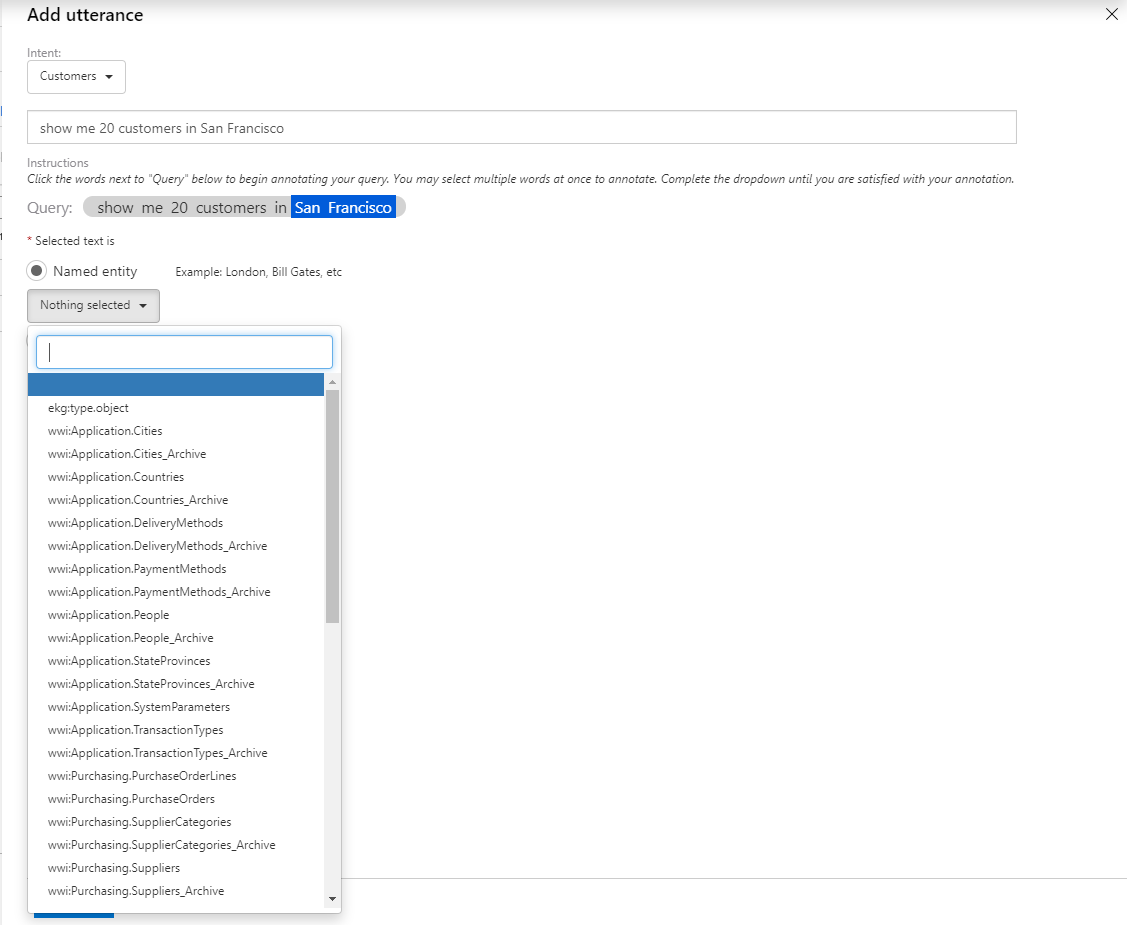 Add utterance
Intent:
Customers
show me 20 customers in San Francisco
Instructions
Click the words next to "Query" below to begin annotating your query. You may select multiple words at once to annotate. Complete the dropdown until you are satisfied with your annotation.
Query: show me 20 customers in San Francisco
* Selected text is
Named entity Example: London, Bill Gates, etc
Nothing selected
ekg:type.object
wwi:Application.Cities
wwi:Application.Cities_Archive
wwi:Application.Countries
wwi:Application.Countries_Archive
wwi:Application.DeliveryMethods
wwi:Application.DeliveryMethods_Archive
wwi:Application.PaymentMethods
wwi:Application.PaymentMethods_Archive
wwi:Application.People
wwi:Application.People_Archive
wwi:Application.StateProvinces
wwi:Application.StateProvinces_Archive
wwi:Application.SystemParameters
wwi:Application.TransactionTypes
wwi:Application.TransactionTypes_Archive
wwi:Purchasing.PurchaseOrderLines
wwi:Purchasing.PurchaseOrders
wwi:Purchasing.SupplierCategories
wwi:Purchasing.SupplierCategories_Archive
wwi:Purchasing.Suppliers
wwi:Purchasing.Suppliers_Archive